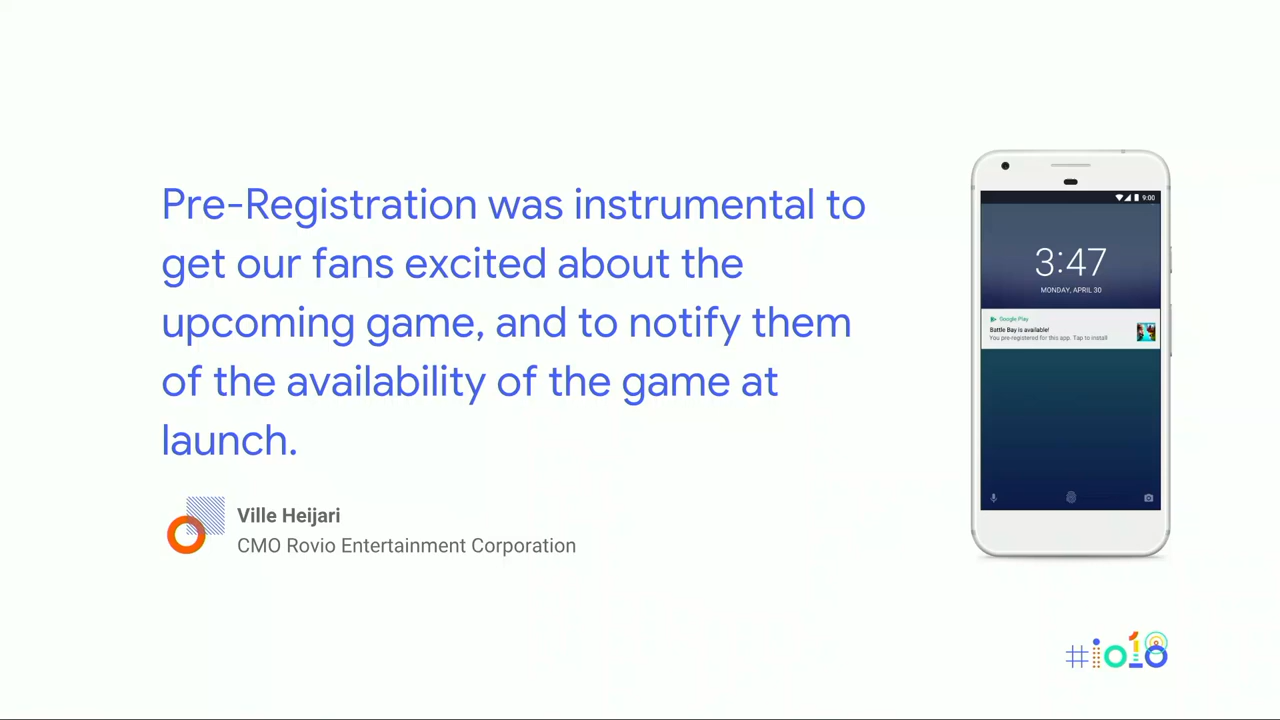 Pre-Registration was instrumental to
get our fans excited about the
upcoming game, and to notify them
of the availability of the game at
launch.
Ville Heijari
CMO Rovio Entertainment Corporation
9:00
3:47
MONDAY, APRIL 30
Google Play
Battle Bay is available!
You pre-registered for this app. Tap to install
#io18